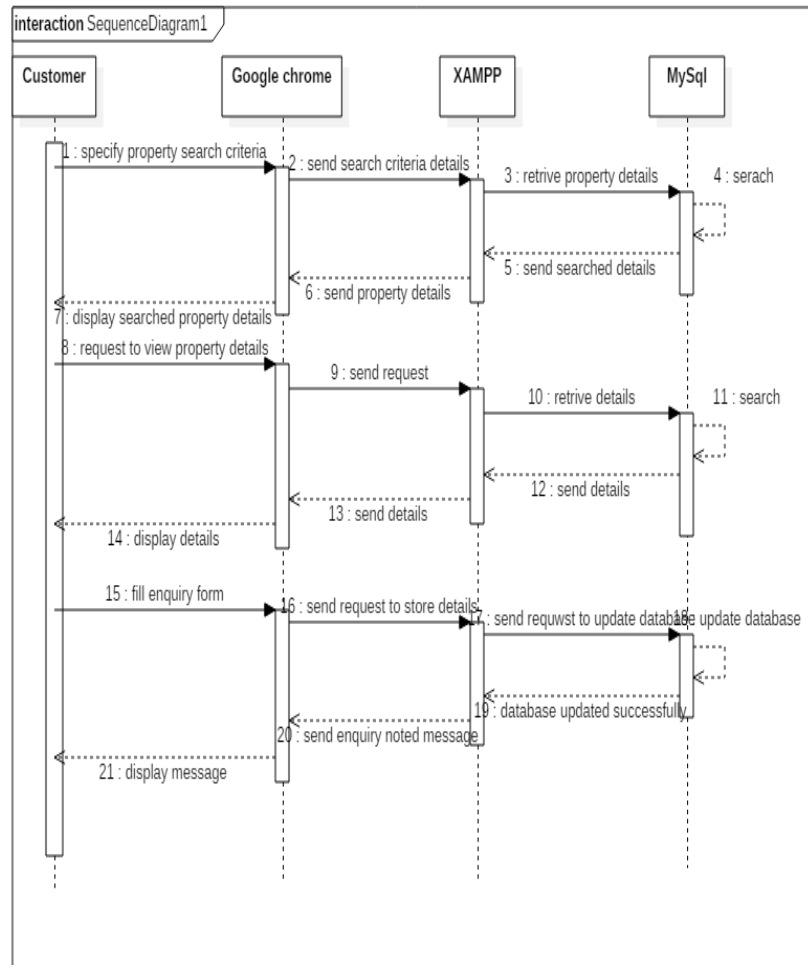 interaction SequenceDiagram1
Customer
Google chrome
XAMPP
MySql
1 : specify property search criteria
2 : send search criteria details
3 : retrive property details
4 : serach
5 : send searched details
6 : send property details
7 : display searched property details
8 : request to view property details
9 : send request
10 : retrive details
11 : search
12 : send details
13 : send details
14 : display details
15 : fill enquiry form
16 : send request to store details
17 : send requwst to update database
18 : update database
19 : database updated successfully
20 : send enquiry noted message
21 : display message